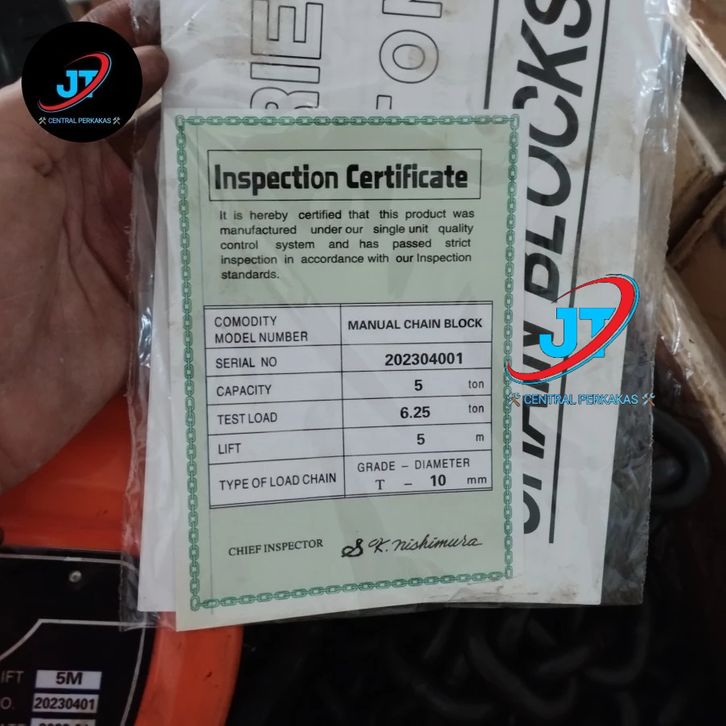 JT
🛠 CENTRAL PERKAKAS 🛠
CHAIN BLOCKS
Inspection Certificate
It is hereby certified that this product was
manufactured under our single unit quality
control system and has passed strict
inspection in accordance with our Inspection
standards.
COMODITY
MODEL NUMBER
MANUAL CHAIN BLOCK
SERIAL NO 202304001
CAPACITY 5 ton
TEST LOAD 6.25 ton
LIFT 5 m
TYPE OF LOAD CHAIN
GRADE – DIAMETER
T – 10 mm
CHIEF INSPECTOR S K. Nishimura
JT
🛠 CENTRAL PERKAKAS 🛠
IFT 5M
O. 20230401